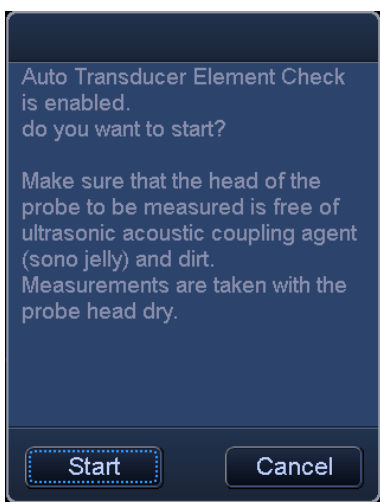 Auto Transducer Element Check
is enabled.
do you want to start?
Make sure that the head of the
probe to be measured is free of
ultrasonic acoustic coupling agent
(sono jelly) and dirt.
Measurements are taken with the
probe head dry.
Start
Cancel